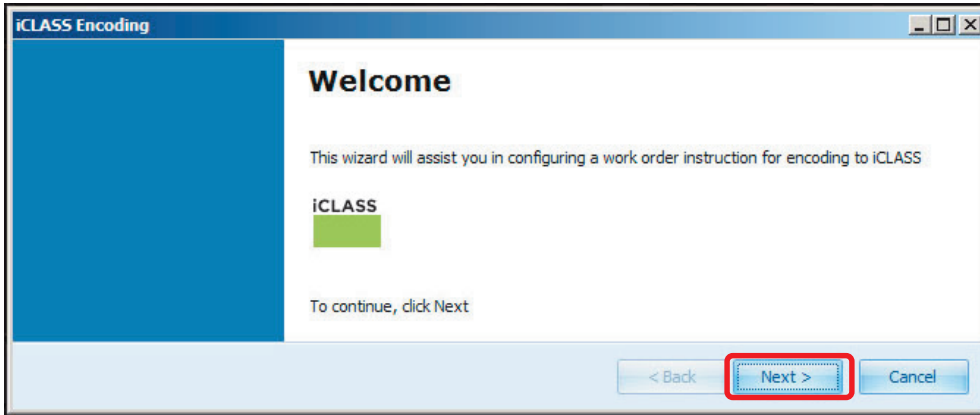 iCLASS Encoding
Welcome
This wizard will assist you in configuring a work order instruction for encoding to iCLASS
iCLASS
To continue, click Next
< Back Next > Cancel